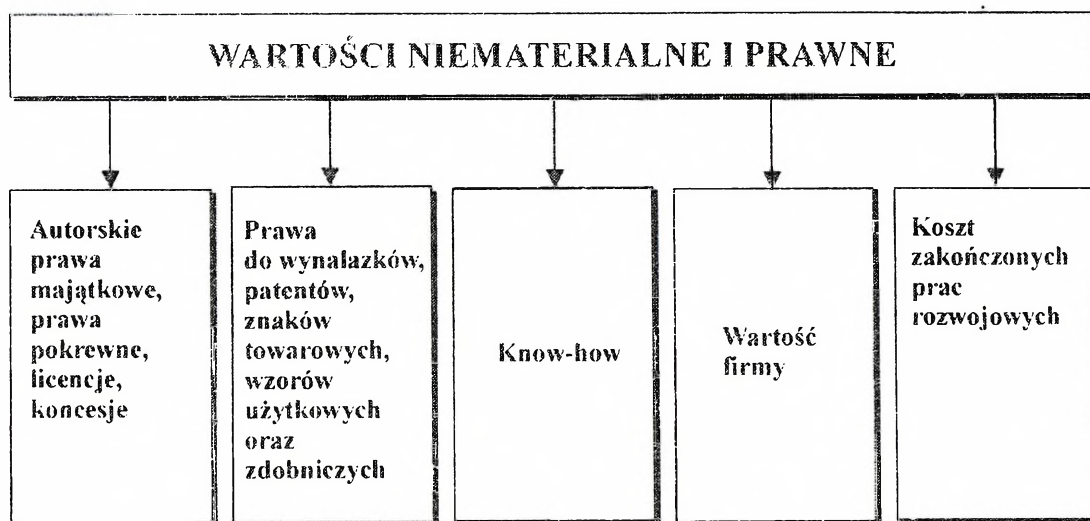 WARTOŚCI NIEMATERIALNE I PRAWNE
Autorskie
prawa
majątkowe,
prawa
pokrewne,
licencje,
koncesje
Prawa
do wynalazków,
patentów,
znaków
towarowych,
wzorów
użytkowych
oraz
zdobniczych
Know-how
Wartość
firmy
Koszt
zakończonych
prac
rozwojowych